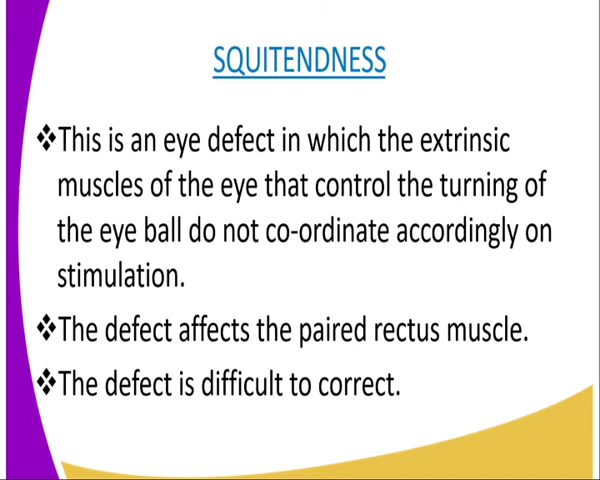 SQUITENDNESS
❖This is an eye defect in which the extrinsic
muscles of the eye that control the turning of
the eye ball do not co-ordinate accordingly on
stimulation.
❖The defect affects the paired rectus muscle.
❖The defect is difficult to correct.